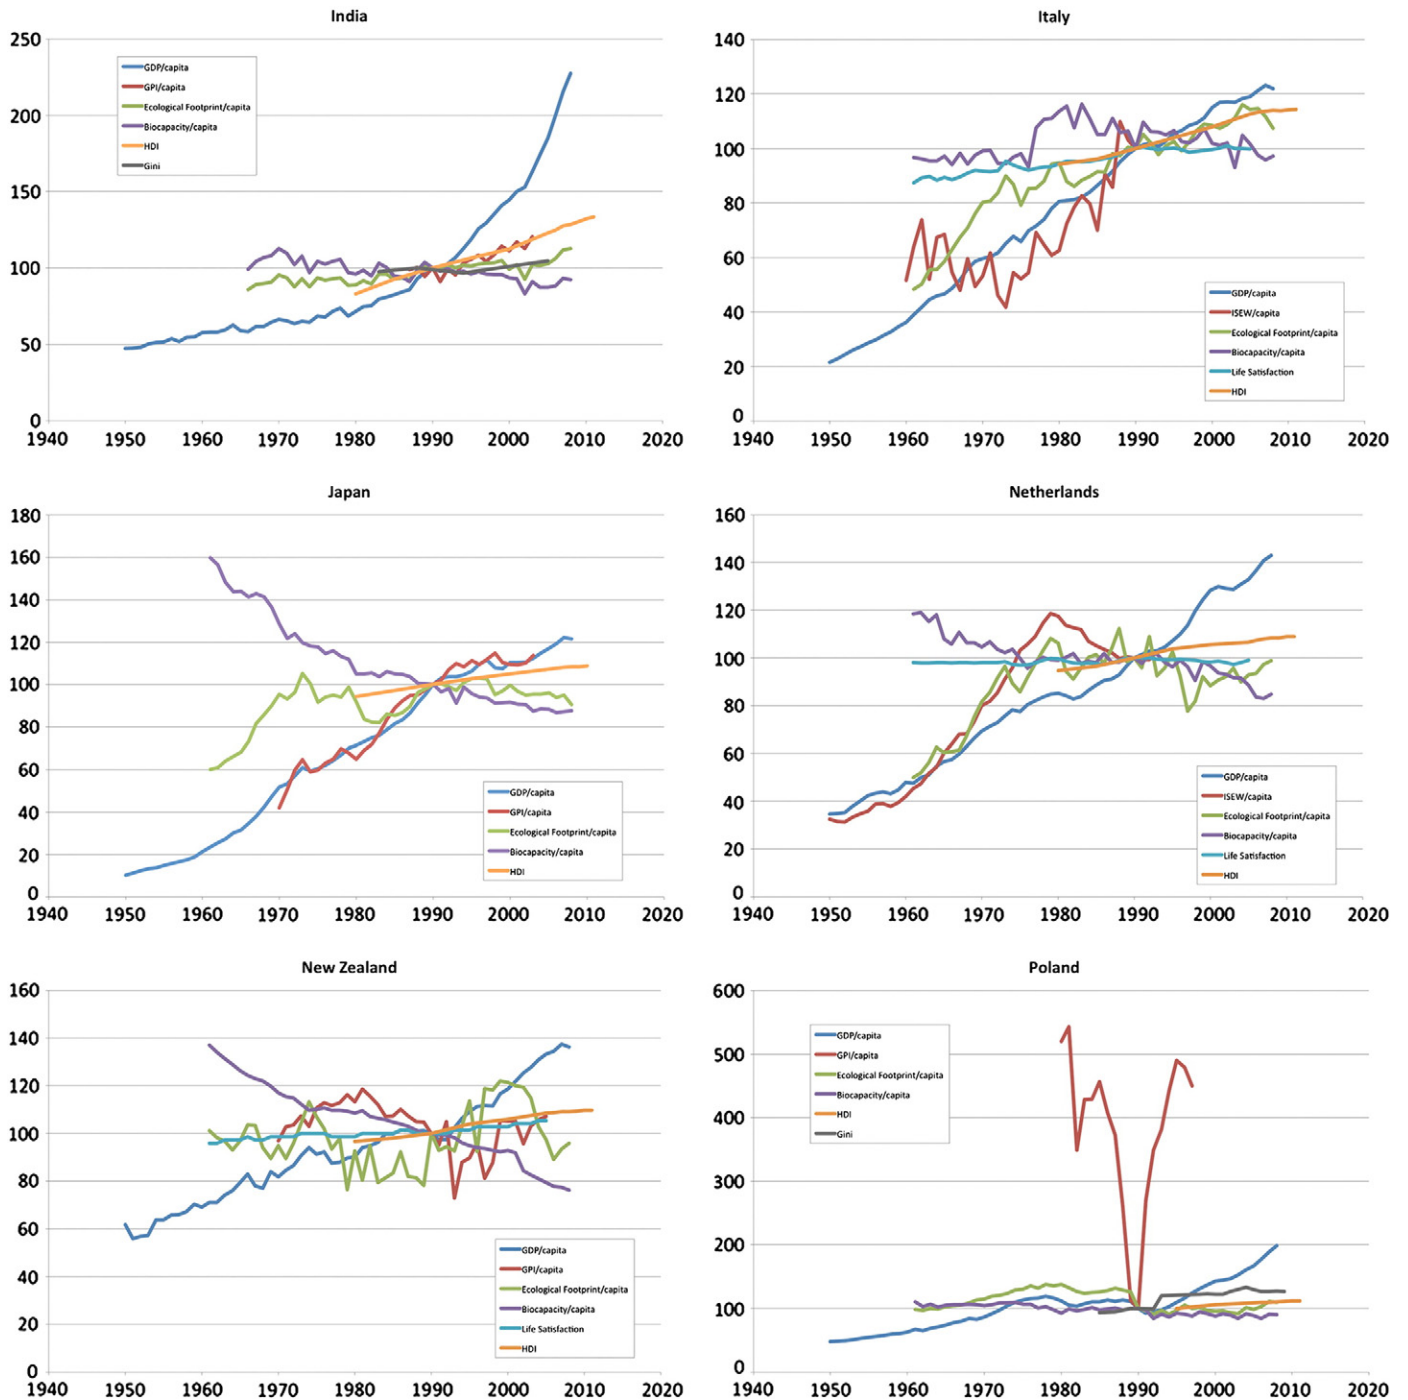 India
250
200
150
100
50
0
1940 1950 1960 1970 1980 1990 2000 2010 2020
GDP/capita
GPI/capita
Ecological Footprint/capita
Biocapacity/capita
HDI
Gini
Italy
140
120
100
80
60
40
20
0
1940 1950 1960 1970 1980 1990 2000 2010 2020
GDP/capita
ISEW/capita
Ecological Footprint/capita
Biocapacity/capita
Life Satisfaction
HDI
Japan
180
160
140
120
100
80
60
40
20
0
1940 1950 1960 1970 1980 1990 2000 2010 2020
GDP/capita
GPI/capita
Ecological Footprint/capita
Biocapacity/capita
HDI
Netherlands
160
140
120
100
80
60
40
20
0
1940 1950 1960 1970 1980 1990 2000 2010 2020
GDP/capita
ISEW/capita
Ecological Footprint/capita
Biocapacity/capita
Life Satisfaction
HDI
New Zealand
160
140
120
100
80
60
40
20
0
1940 1950 1960 1970 1980 1990 2000 2010 2020
GDP/capita
GPI/capita
Ecological Footprint/capita
Biocapacity/capita
Life Satisfaction
HDI
Poland
600
500
400
300
200
100
0
1940 1950 1960 1970 1980 1990 2000 2010 2020
GDP/capita
GPI/capita
Ecological Footprint/capita
Biocapacity/capita
HDI
Gini